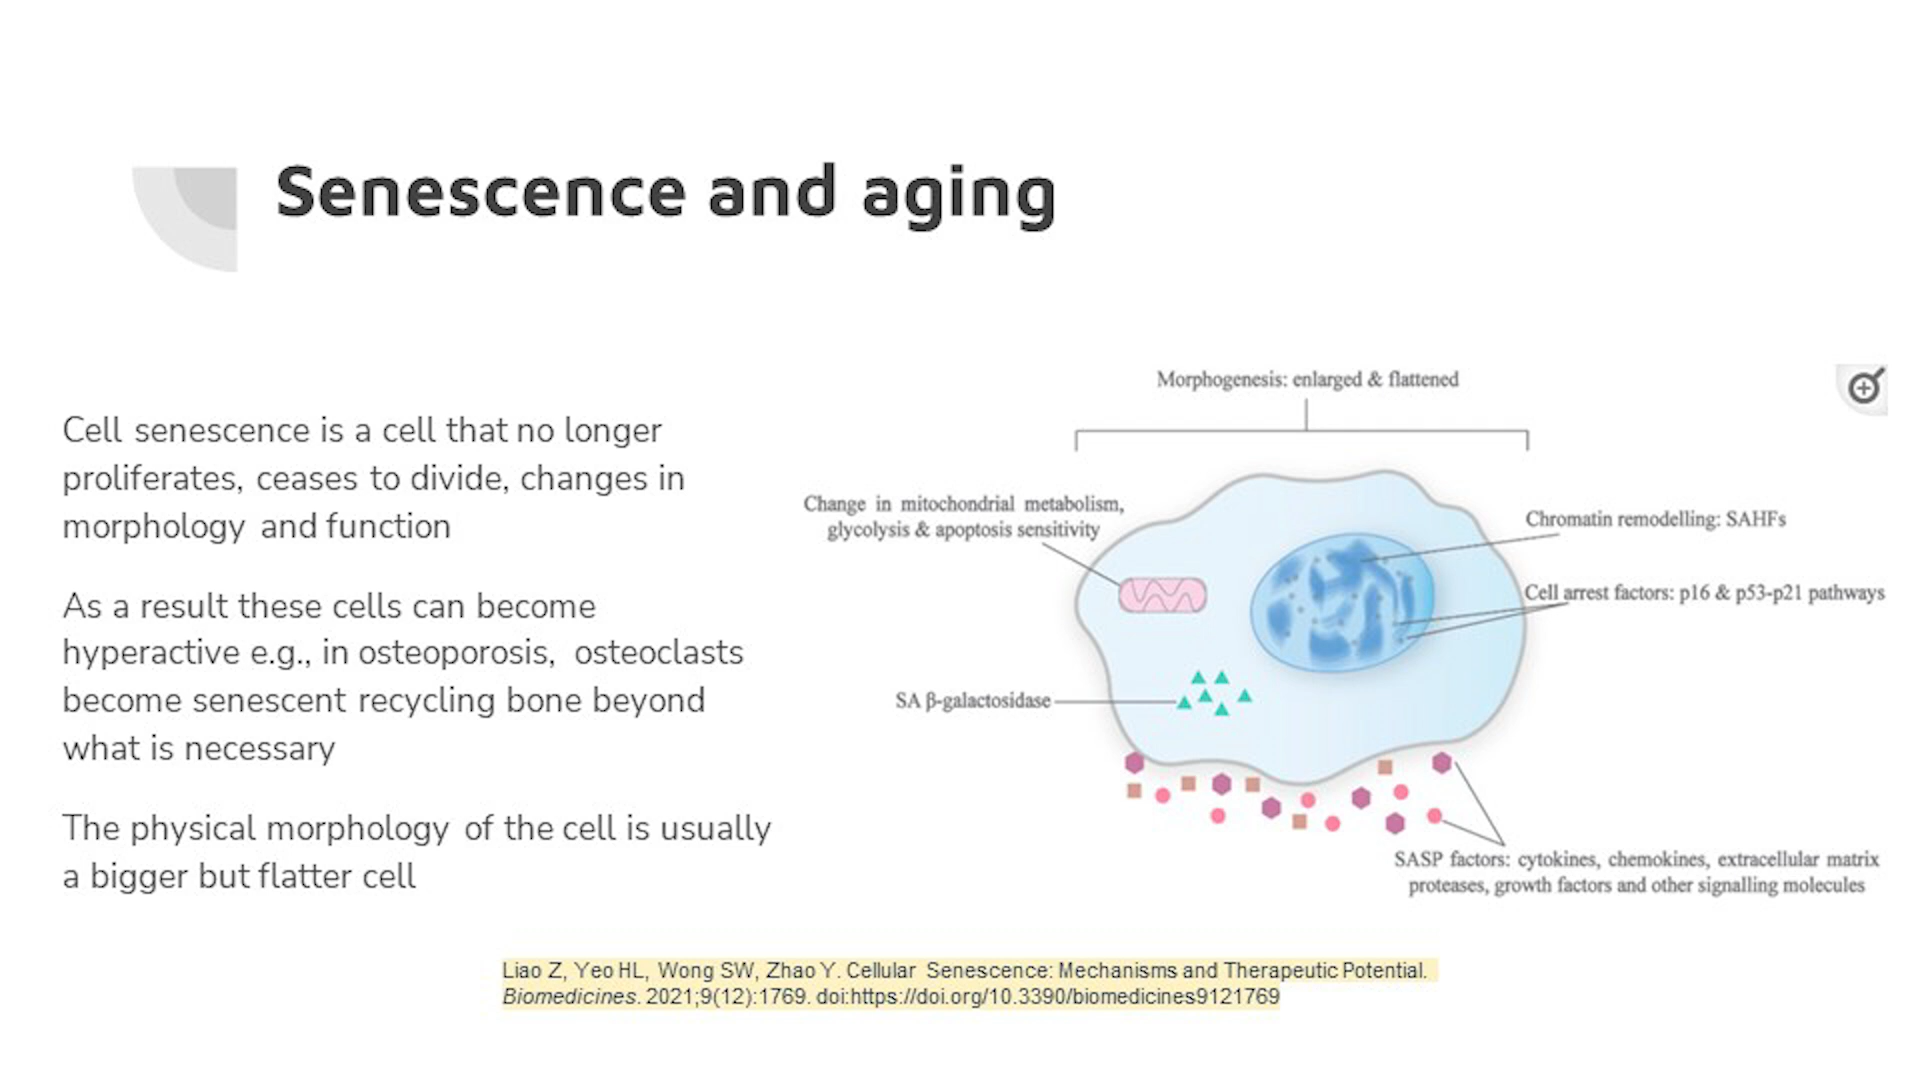 Senescence and aging
Cell senescence is a cell that no longer
proliferates, ceases to divide, changes in
morphology and function
As a result these cells can become
hyperactive e.g., in osteoporosis, osteoclasts
become senescent recycling bone beyond
what is necessary
The physical morphology of the cell is usually
a bigger but flatter cell
Morphogenesis: enlarged & flattened
Change in mitochondrial metabolism,
glycolysis & apoptosis sensitivity
Chromatin remodelling: SAHFs
Cell arrest factors: p16 & p53-p21 pathways
SA β-galactosidase
SASP factors: cytokines, chemokines, extracellular matrix
proteases, growth factors and other signalling molecules
Liao Z, Yeo HL, Wong SW, Zhao Y. Cellular Senescence: Mechanisms and Therapeutic Potential.
Biomedicines. 2021;9(12):1769. doi:https://doi.org/10.3390/biomedicines9121769